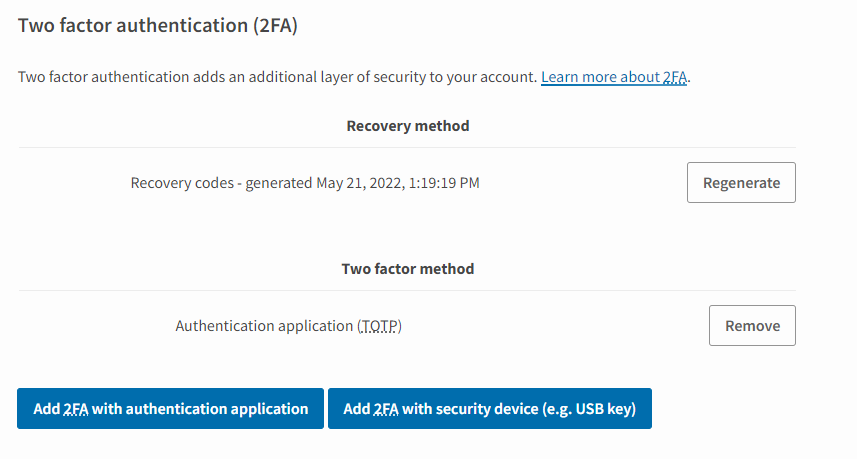 Two factor authentication (2FA)
Two factor authentication adds an additional layer of security to your account. Learn more about 2FA.
Recovery method
Recovery codes - generated May 21, 2022, 1:19:19 PM
Regenerate
Two factor method
Authentication application (TOTP)
Remove
Add 2FA with authentication application
Add 2FA with security device (e.g. USB key)